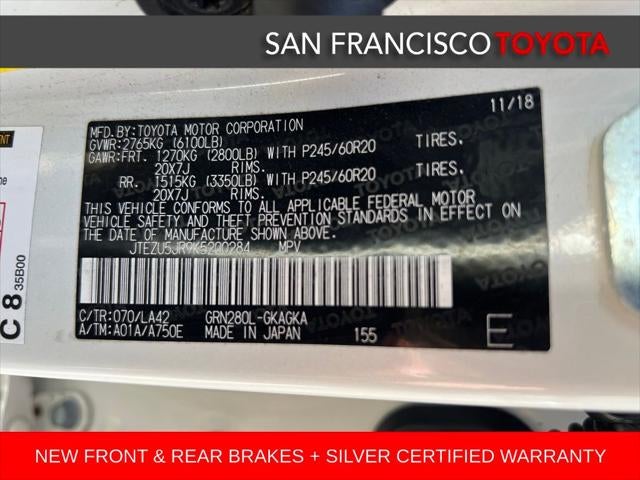 SAN FRANCISCO TOYOTA
11/18
MFD.BY:TOYOTA MOTOR CORPORATION
GVWR:2765KG (6100LB)
GAWR:FRT. 1270KG (2800LB) WITH P245/60R20 TIRES,
20X7J RIMS.
RR. 1515KG (3350LB) WITH P245/60R20 TIRES,
20X7J RIMS.
THIS VEHICLE CONFORMS TO ALL APPLICABLE FEDERAL MOTOR
VEHICLE SAFETY AND THEFT PREVENTION STANDARDS IN EFFECT ON
THE DATE OF MANUFACTURE SHOWN ABOVE.
JTEZU5JR9K5200284 MPV
C/TR:070/LA42 GRN280L-GKAGKA
A/TM:A01A/A750E MADE IN JAPAN 155 E
C 8 35B00
NEW FRONT & REAR BRAKES + SILVER CERTIFIED WARRANTY